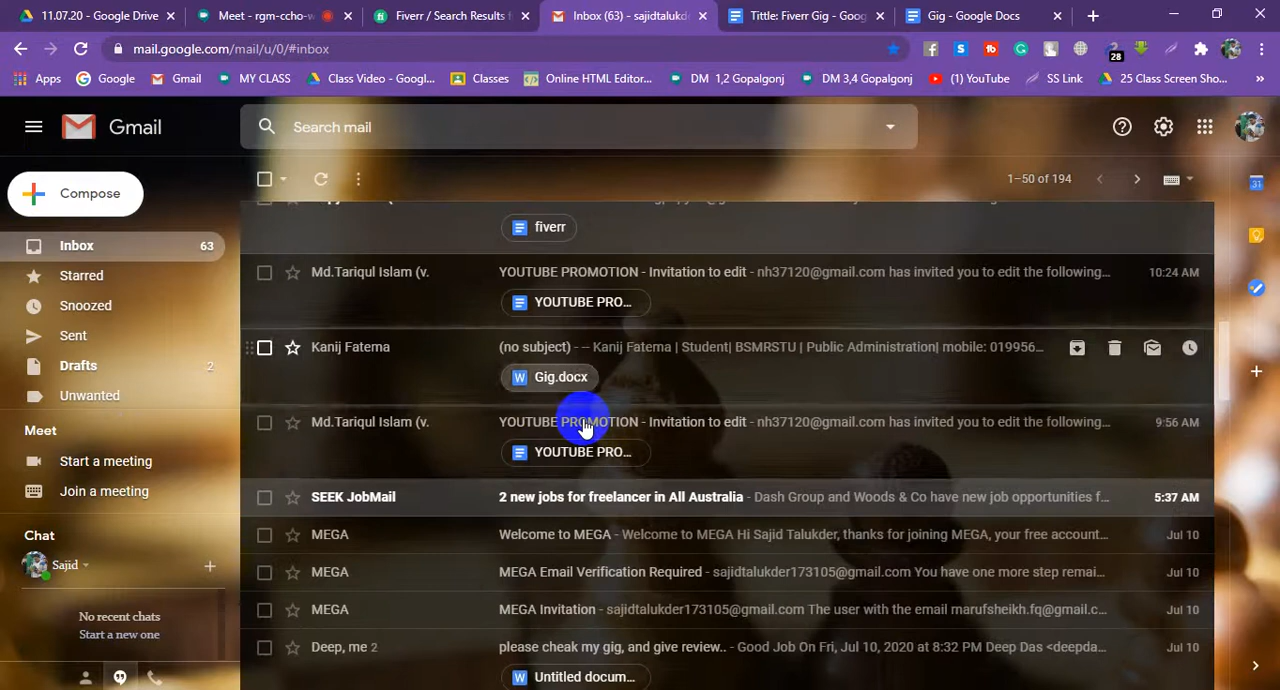 11.07.20 - Google Drive
Meet - rgm-ccho-w
Fiverr / Search Results f
Inbox (63) - sajidtalukd
Tittle: Fiverr Gig - Goog
Gig - Google Docs
mail.google.com/mail/u/0/#inbox
28
Apps
Google
Gmail
MY CLASS
Class Video - Googl...
Classes
Online HTML Editor...
DM 1,2 Gopalgonj
DM 3,4 Gopalgonj
(1) YouTube
SS Link
25 Class Screen Sho...
Gmail
Search mail
Compose
1–50 of 194
31
Inbox 63
Starred
Snoozed
Sent
Drafts 2
Unwanted
Meet
Start a meeting
Join a meeting
Chat
Sajid
No recent chats
Start a new one
fiverr
Md.Tariqul Islam (v. YOUTUBE PROMOTION - Invitation to edit - nh37120@gmail.com has invited you to edit the following... 10:24 AM
YOUTUBE PRO...
Kanij Fatema (no subject) - -- Kanij Fatema | Student| BSMRSTU | Public Administration| mobile: 019956...
Gig.docx
Md.Tariqul Islam (v. YOUTUBE PROMOTION - Invitation to edit - nh37120@gmail.com has invited you to edit the following... 9:56 AM
YOUTUBE PRO...
SEEK JobMail 2 new jobs for freelancer in All Australia - Dash Group and Woods & Co have new job opportunities f... 5:37 AM
MEGA Welcome to MEGA - Welcome to MEGA Hi Sajid Talukder, thanks for joining MEGA, your free account... Jul 10
MEGA MEGA Email Verification Required - sajidtalukder173105@gmail.com You have one more step remai... Jul 10
MEGA MEGA Invitation - sajidtalukder173105@gmail.com The user with the email marufsheikh.fq@gmail.c... Jul 10
Deep, me 2 please cheak my gig, and give review.. - Good Job On Fri, Jul 10, 2020 at 8:32 PM Deep Das <deepda... Jul 10
Untitled docum...